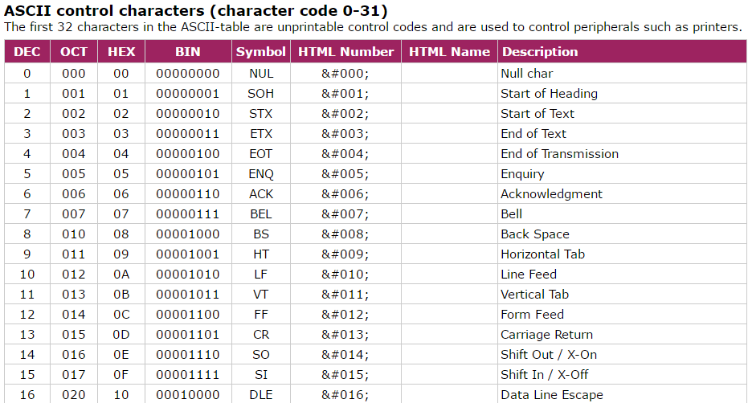 ASCII control characters (character code 0-31)
The first 32 characters in the ASCII-table are unprintable control codes and are used to control peripherals such as printers.
DEC OCT HEX BIN Symbol HTML Number HTML Name Description
0 000 00 00000000 NUL &#000; Null char
1 001 01 00000001 SOH &#001; Start of Heading
2 002 02 00000010 STX &#002; Start of Text
3 003 03 00000011 ETX &#003; End of Text
4 004 04 00000100 EOT &#004; End of Transmission
5 005 05 00000101 ENQ &#005; Enquiry
6 006 06 00000110 ACK &#006; Acknowledgment
7 007 07 00000111 BEL &#007; Bell
8 010 08 00001000 BS &#008; Back Space
9 011 09 00001001 HT &#009; Horizontal Tab
10 012 0A 00001010 LF &#010; Line Feed
11 013 0B 00001011 VT &#011; Vertical Tab
12 014 0C 00001100 FF &#012; Form Feed
13 015 0D 00001101 CR &#013; Carriage Return
14 016 0E 00001110 SO &#014; Shift Out / X-On
15 017 0F 00001111 SI &#015; Shift In / X-Off
16 020 10 00010000 DLE &#016; Data Line Escape